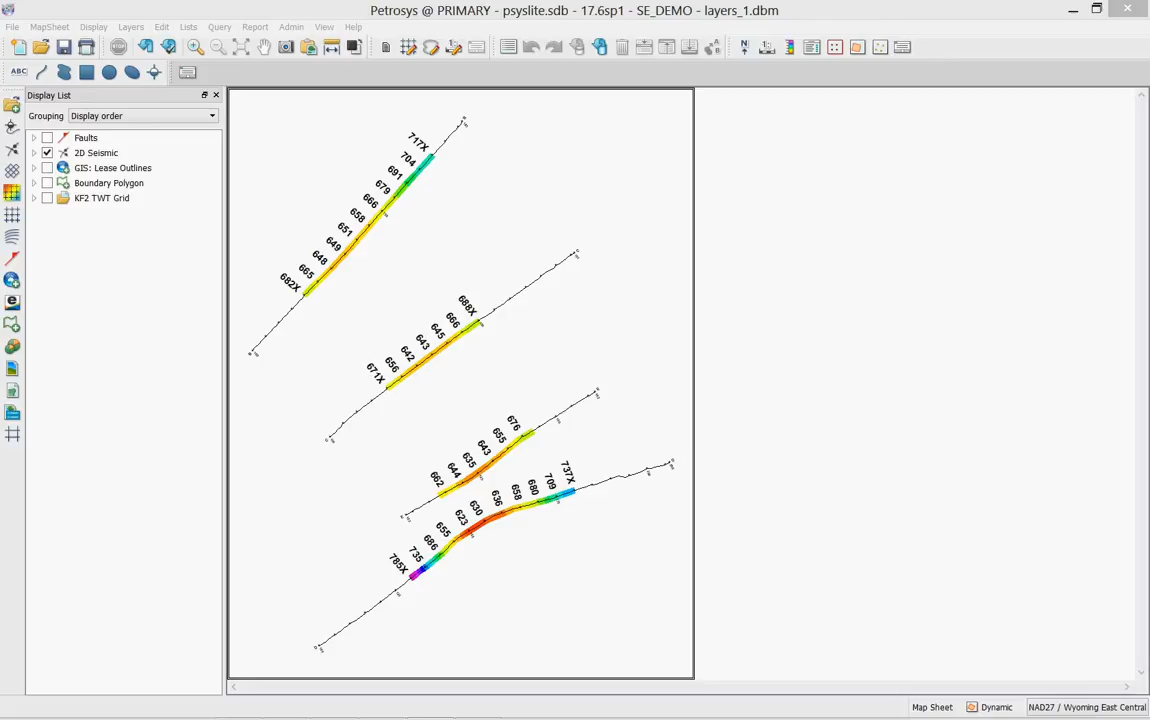 Petrosys @ PRIMARY - psyslite.sdb - 17.6sp1 - SE_DEMO - layers_1.dbm
File MapSheet Display Layers Edit Lists Query Report Admin View Help
STOP
ABC
Display List
Grouping Display order
Faults
2D Seismic
GIS: Lease Outlines
Boundary Polygon
KF2 TWT Grid
717X
704
691
679
666
658
651
649
648
665
682X
688X
666
645
643
642
656
671X
676
655
643
635
644
662
737X
709
680
658
636
630
623
655
686
735
785X
Map Sheet Dynamic NAD27 / Wyoming East Central